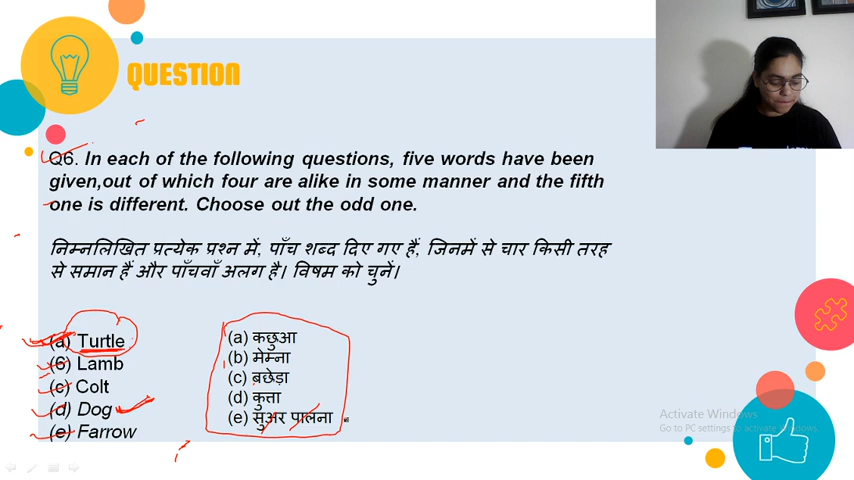 QUESTION
Q6. In each of the following questions, five words have been
given,out of which four are alike in some manner and the fifth
one is different. Choose out the odd one.
निम्नलिखित प्रत्येक प्रश्न में, पाँच शब्द दिए गए हैं, जिनमें से चार किसी तरह
से समान हैं और पाँचवाँ अलग है। विषम को चुनें।
(a) Turtle
(6) Lamb
(c) Colt
(d) Dog
(e) Farrow
(a) कछुआ
(b) मेम्ना
(c) बछेड़ा
(d) कुत्ता
(e) सुअर पालना
Activate Windows
Go to PC settings to activate Windows.